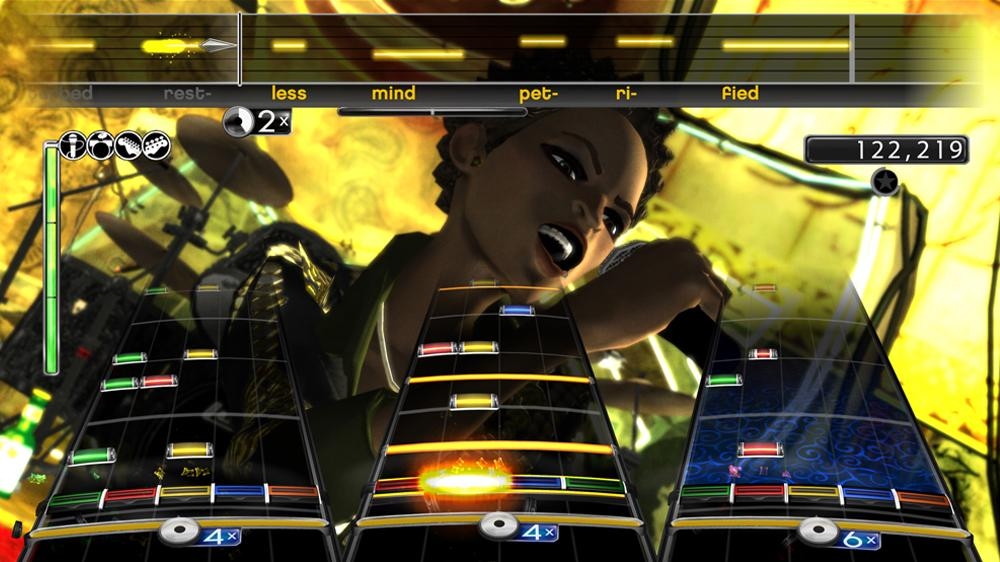 rest- less mind pet- ri- fied
2x
122,219
4x 4x 6x